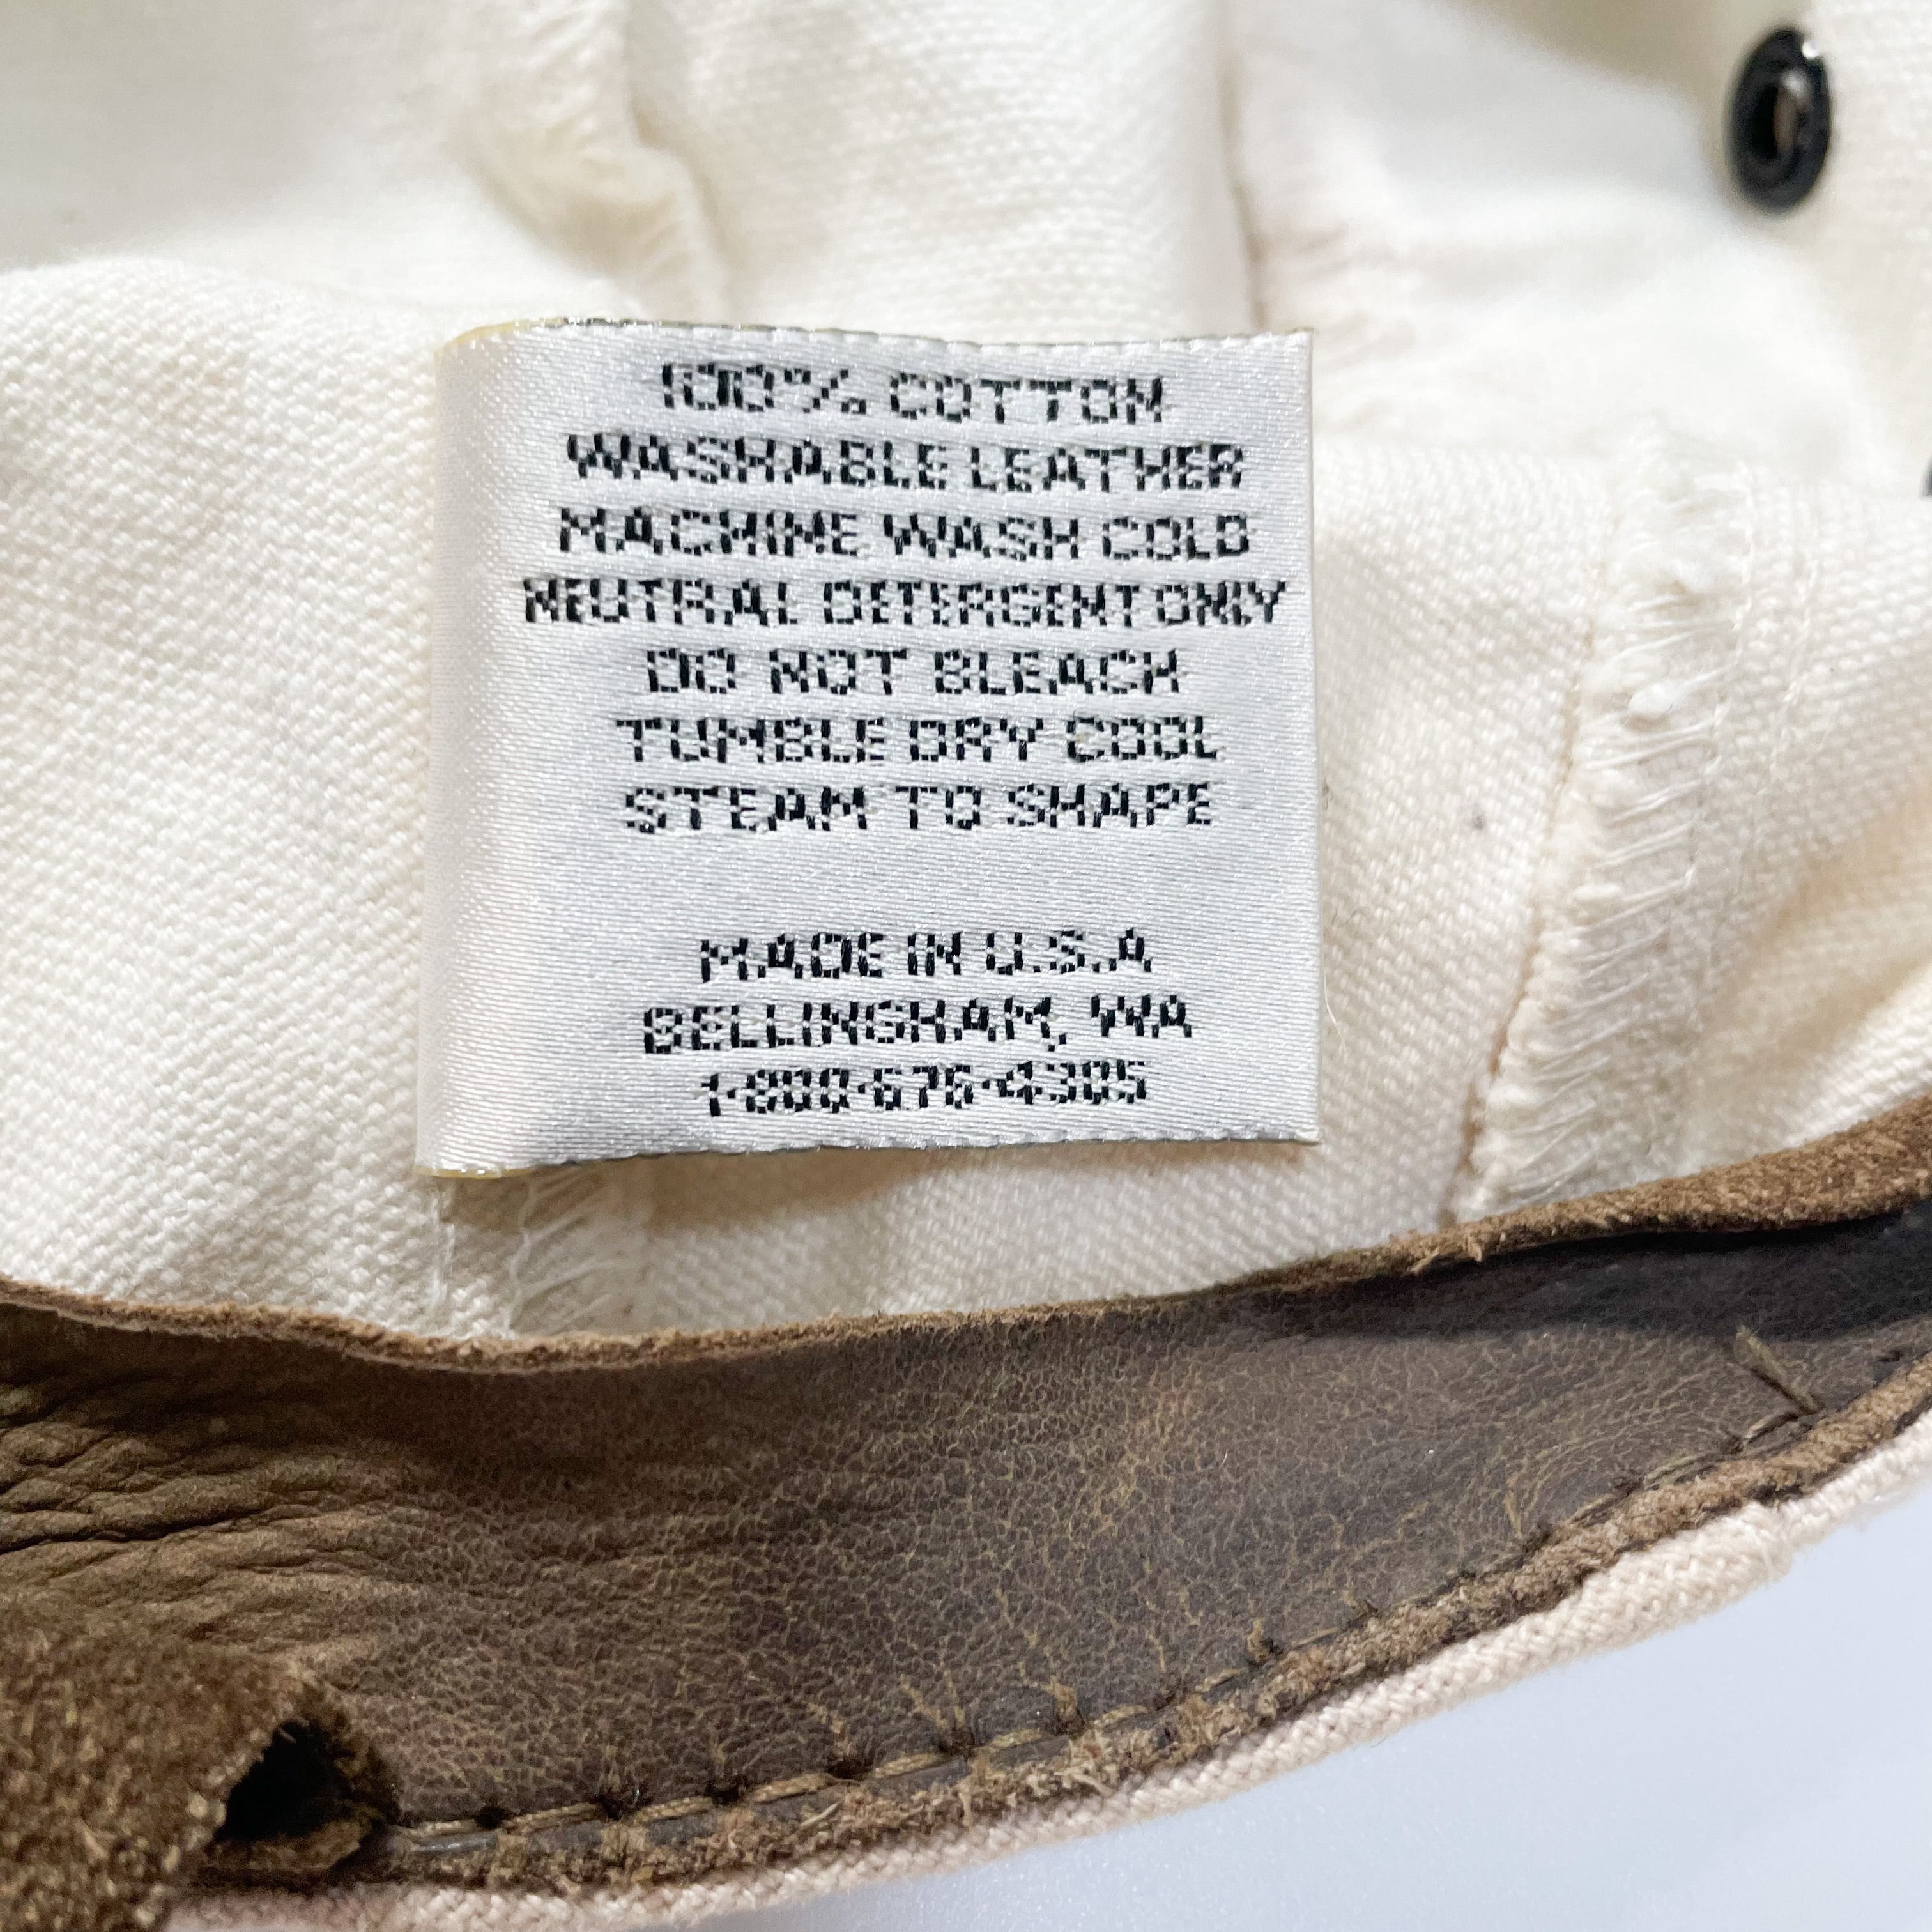 100% COTTON
WASHABLE LEATHER
MACHINE WASH COLD
NEUTRAL DETERGENT ONLY
DO NOT BLEACH
TUMBLE DRY COOL
STEAM TO SHAPE
MADE IN U.S.A
BELLINGHAM, WA
1-800-676-4305